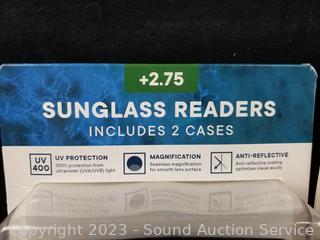 +2.75
SUNGLASS READERS
INCLUDES 2 CASES
UV
400
UV PROTECTION
100% protection from
ultraviolet (UVA/UVB) light
MAGNIFICATION
Seamless magnification
for smooth lens surface
ANTI-REFLECTIVE
Anti-reflective coating
optimizes visual acuity
Copyright 2023 - Sound Auction Service